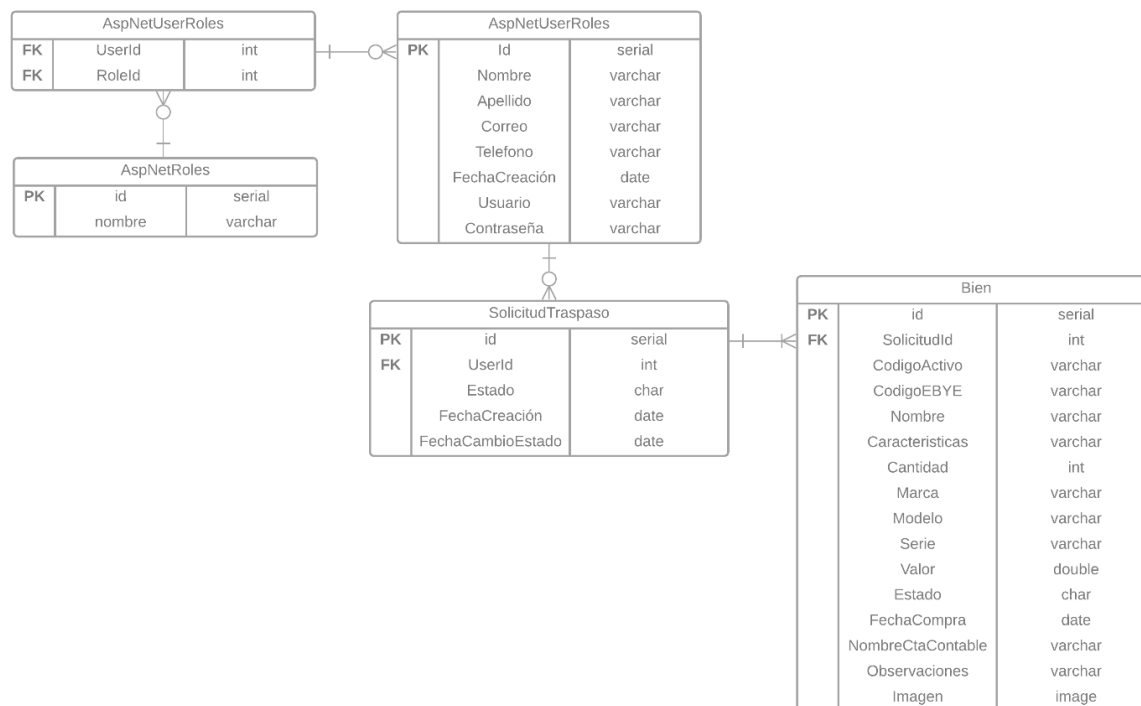 AspNetUserRoles
FK UserId int
FK RoleId int
AspNetUserRoles
PK Id serial
Nombre varchar
Apellido varchar
Correo varchar
Telefono varchar
FechaCreación date
Usuario varchar
Contraseña varchar
AspNetRoles
PK id serial
nombre varchar
SolicitudTraspaso
PK id serial
FK UserId int
Estado char
FechaCreación date
FechaCambioEstado date
Bien
PK id serial
FK SolicitudId int
CodigoActivo varchar
CodigoEBYE varchar
Nombre varchar
Caracteristicas varchar
Cantidad int
Marca varchar
Modelo varchar
Serie varchar
Valor double
Estado char
FechaCompra date
NombreCtaContable varchar
Observaciones varchar
Imagen image